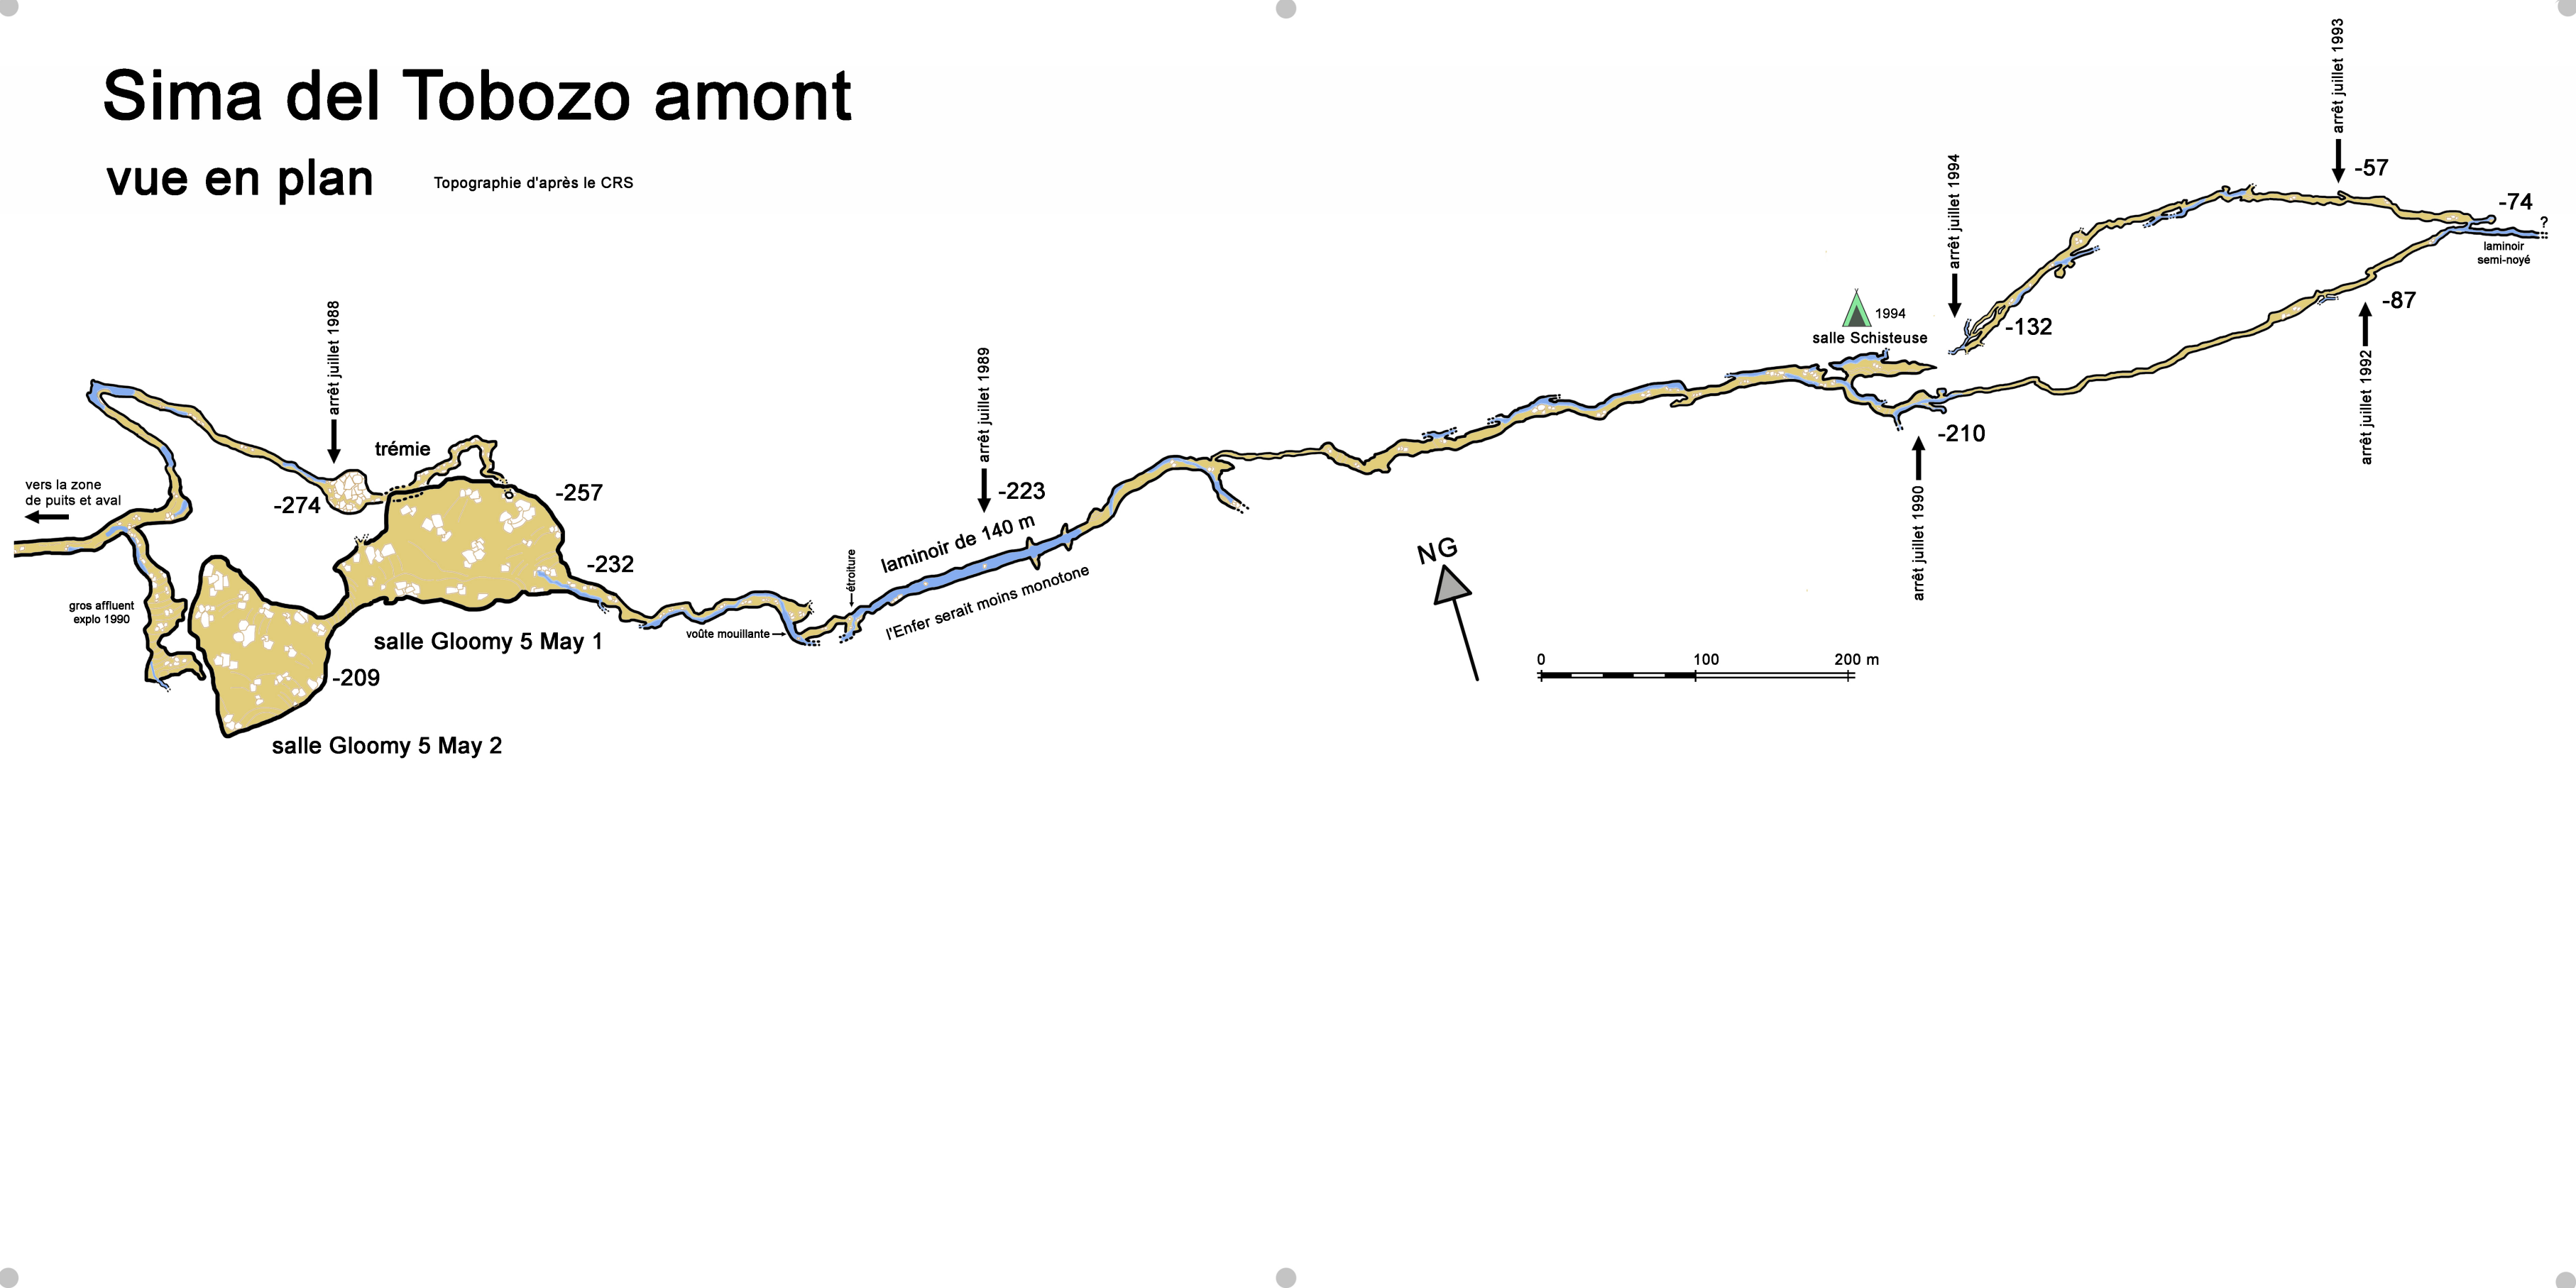 Sima del Tobozo amont
vue en plan
Topographie d'après le CRS
arrêt juillet 1993
-57
-74
?
laminoir
semi-noyé
arrêt juillet 1994
-132
-87
arrêt juillet 1992
1994
salle Schisteuse
-210
arrêt juillet 1990
arrêt juillet 1988
trémie
-274
-257
vers la zone
de puits et aval
-232
gros affluent
explo 1990
salle Gloomy 5 May 1
-209
salle Gloomy 5 May 2
voûte mouillante
étroiture
arrêt juillet 1989
-223
laminoir de 140 m
l'Enfer serait moins monotone
NG
0 100 200 m